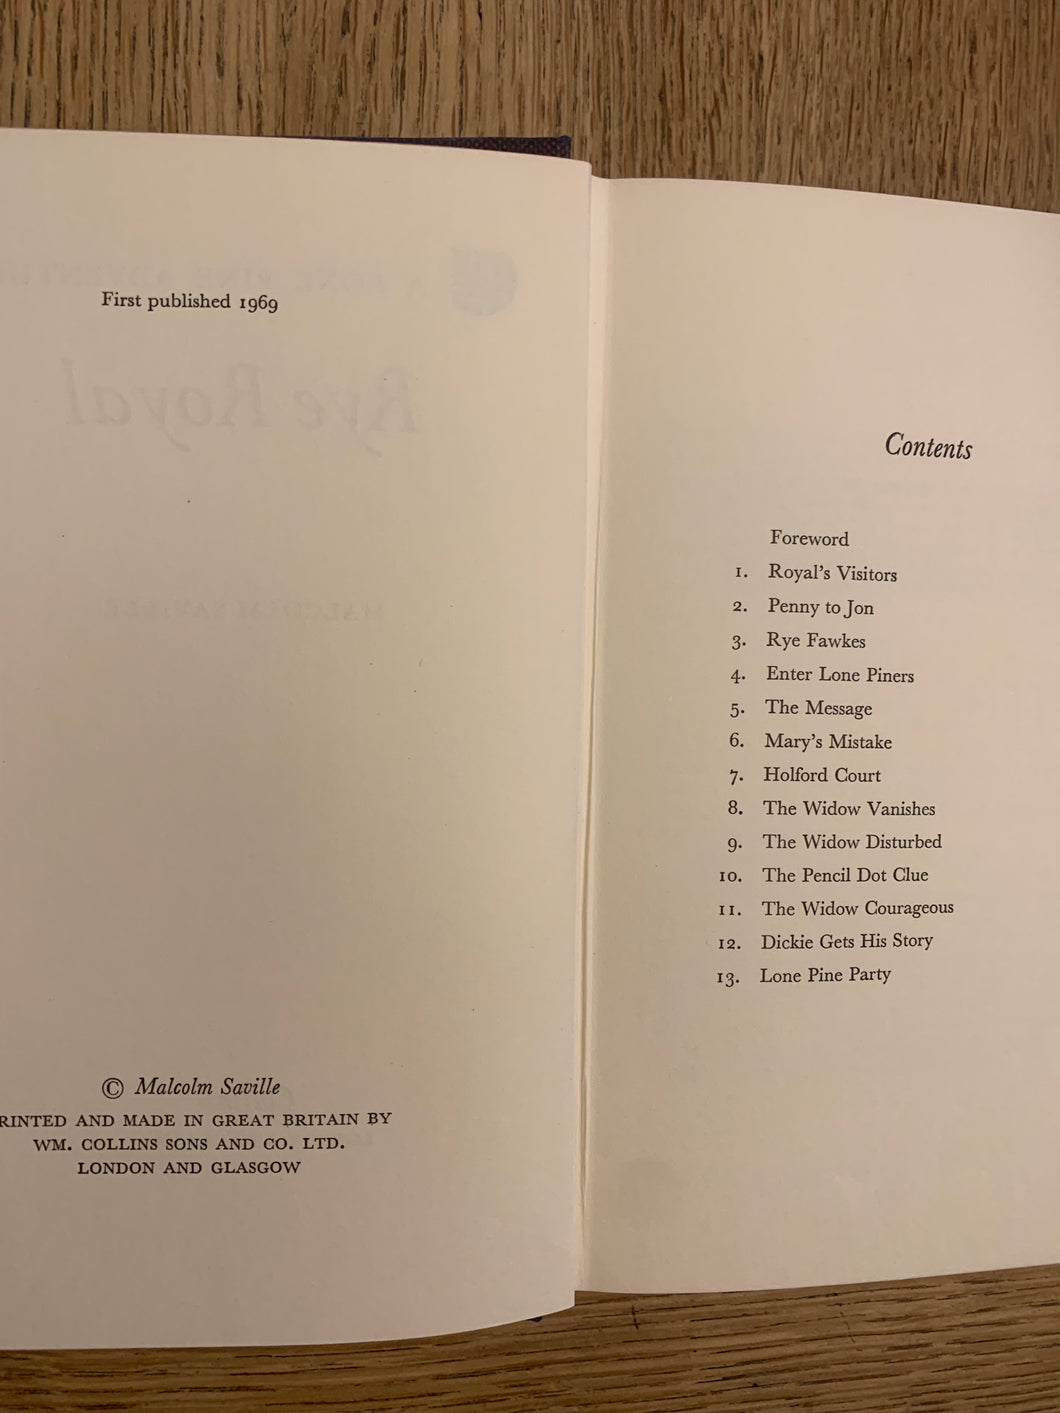 First published 1969
© Malcolm Saville
RINTED AND MADE IN GREAT BRITAIN BY
WM. COLLINS SONS AND CO. LTD.
LONDON AND GLASGOW
Contents
Foreword
1. Royal's Visitors
2. Penny to Jon
3. Rye Fawkes
4. Enter Lone Piners
5. The Message
6. Mary's Mistake
7. Holford Court
8. The Widow Vanishes
9. The Widow Disturbed
10. The Pencil Dot Clue
11. The Widow Courageous
12. Dickie Gets His Story
13. Lone Pine Party